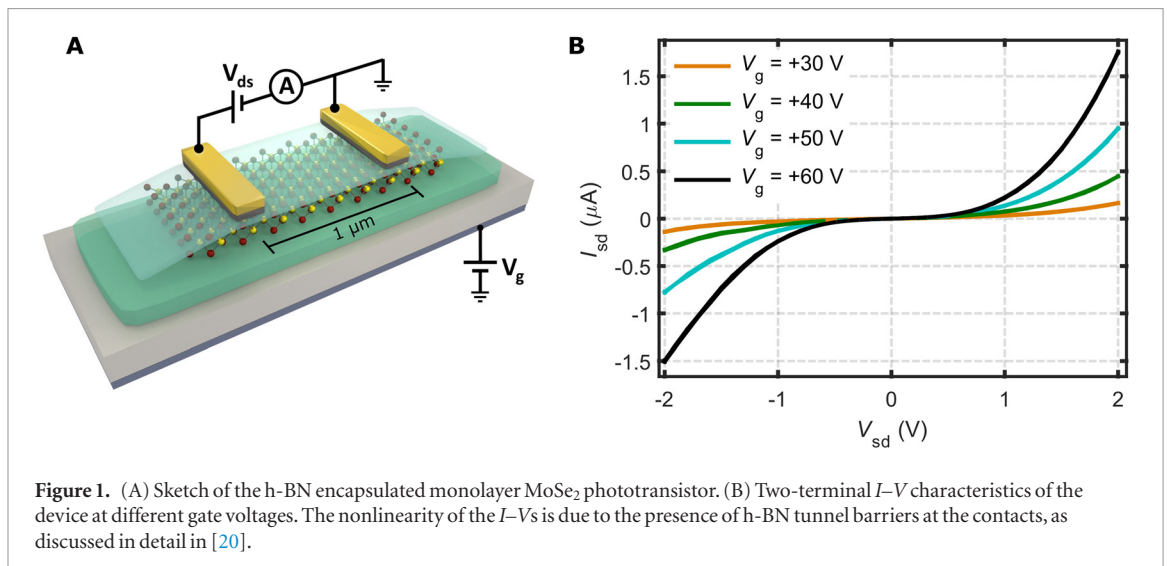 A
V_ds
A
1 µm
V_g
B
V_g = +30 V
V_g = +40 V
V_g = +50 V
V_g = +60 V
1.5
1
0.5
0
-0.5
-1
-1.5
I_sd (µA)
-2 -1 0 1 2
V_sd (V)
Figure 1. (A) Sketch of the h-BN encapsulated monolayer MoSe₂ phototransistor. (B) Two-terminal I–V characteristics of the
device at different gate voltages. The nonlinearity of the I–Vs is due to the presence of h-BN tunnel barriers at the contacts, as
discussed in detail in [20].